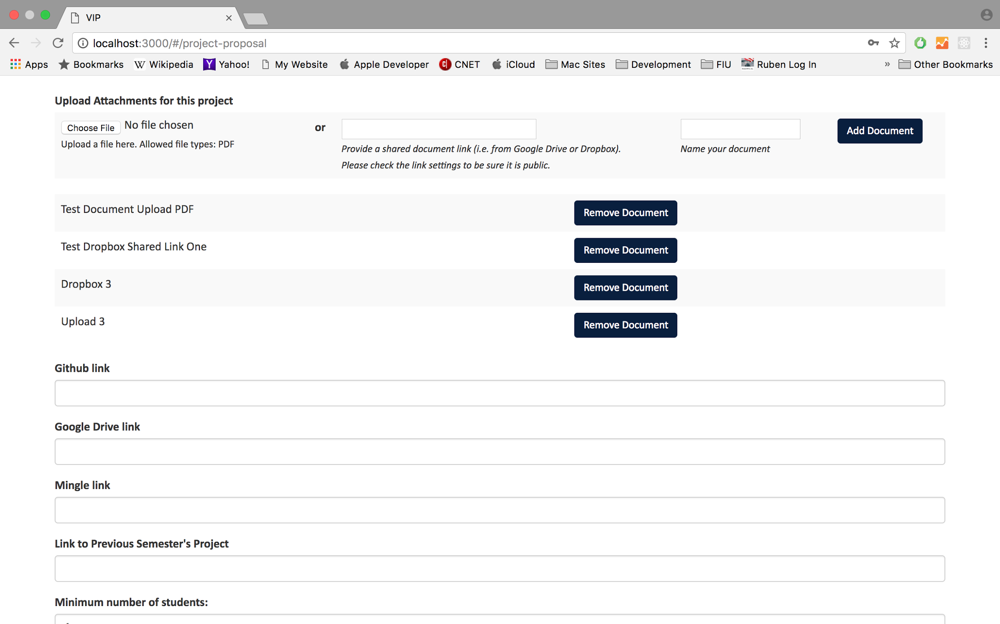 VIP
localhost:3000/#/project-proposal
Apps Bookmarks Wikipedia Yahoo! My Website Apple Developer CNET iCloud Mac Sites Development FIU Ruben Log In » Other Bookmarks
Upload Attachments for this project
Choose File No file chosen or Add Document
Upload a file here. Allowed file types: PDF
Provide a shared document link (i.e. from Google Drive or Dropbox). Name your document
Please check the link settings to be sure it is public.
Test Document Upload PDF Remove Document
Test Dropbox Shared Link One Remove Document
Dropbox 3 Remove Document
Upload 3 Remove Document
Github link
Google Drive link
Mingle link
Link to Previous Semester's Project
Minimum number of students: